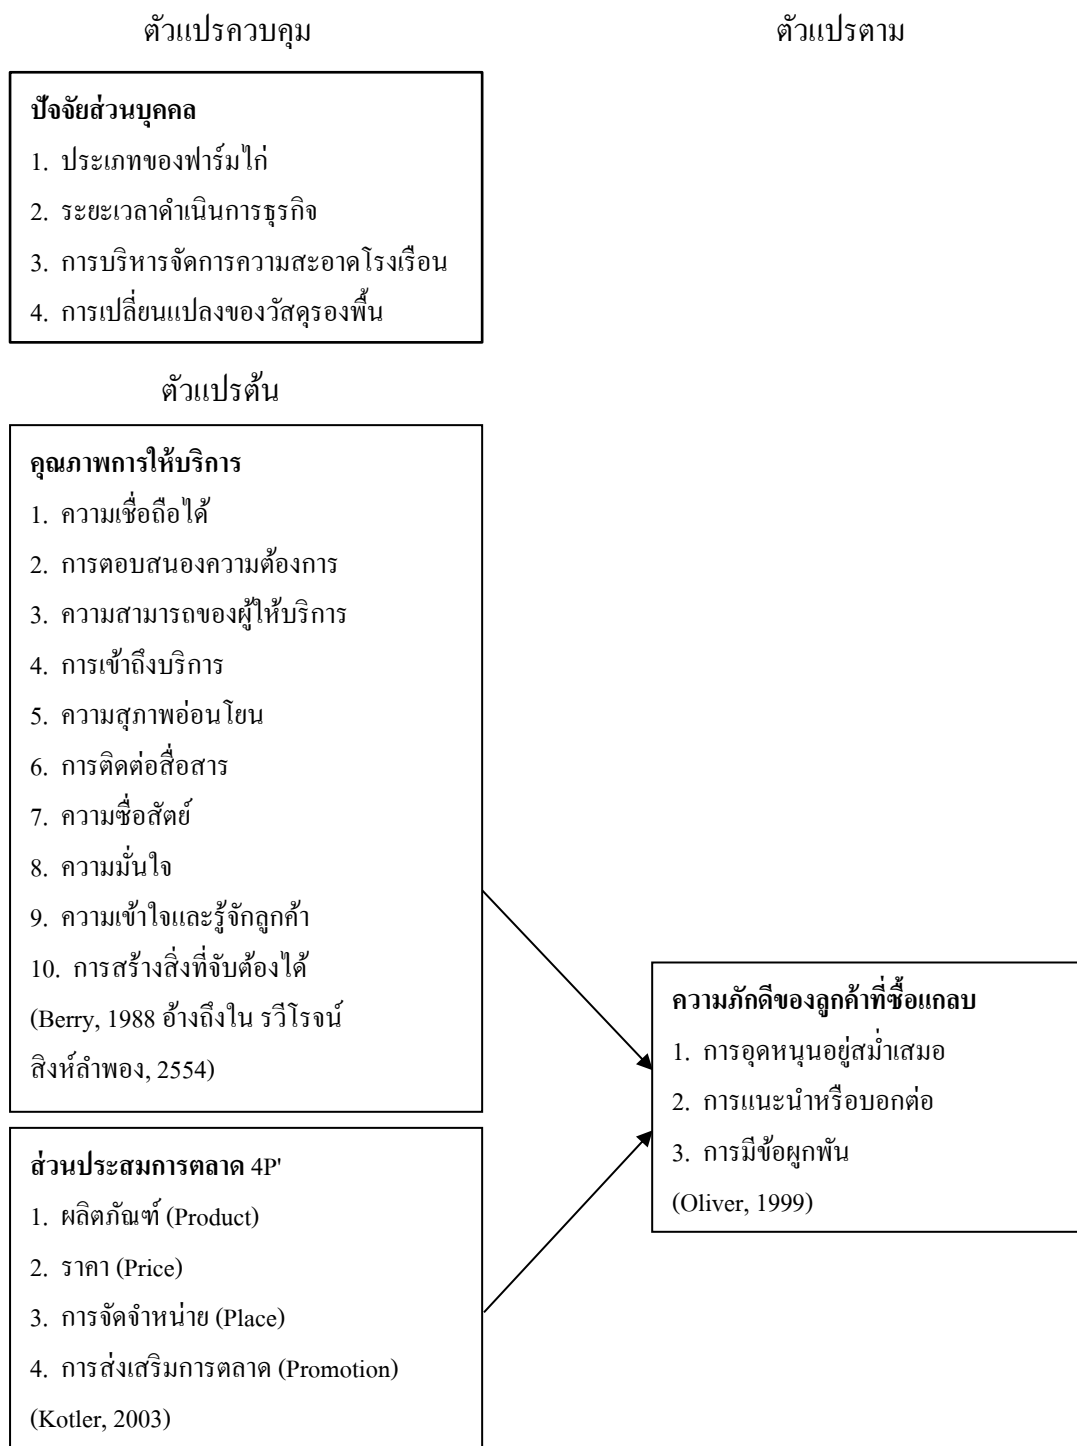 ตัวแปรควบคุม
ตัวแปรตาม
ปัจจัยส่วนบุคคล
1. ประเภทของฟาร์มไก่
2. ระยะเวลาดำเนินการธุรกิจ
3. การบริหารจัดการความสะอาดโรงเรือน
4. การเปลี่ยนแปลงของวัสดุรองพื้น
ตัวแปรต้น
คุณภาพการให้บริการ
1. ความเชื่อถือได้
2. การตอบสนองความต้องการ
3. ความสามารถของผู้ให้บริการ
4. การเข้าถึงบริการ
5. ความสุภาพอ่อนโยน
6. การติดต่อสื่อสาร
7. ความซื่อสัตย์
8. ความมั่นใจ
9. ความเข้าใจและรู้จักลูกค้า
10. การสร้างสิ่งที่จับต้องได้
(Berry, 1988 อ้างถึงใน รวีโรจน์
สิงห์ลำพอง, 2554)
ส่วนประสมการตลาด 4P'
1. ผลิตภัณฑ์ (Product)
2. ราคา (Price)
3. การจัดจำหน่าย (Place)
4. การส่งเสริมการตลาด (Promotion)
(Kotler, 2003)
ความภักดีของลูกค้าที่ซื้อแกลบ
1. การอุดหนุนอยู่สม่ำเสมอ
2. การแนะนำหรือบอกต่อ
3. การมีข้อผูกพัน
(Oliver, 1999)